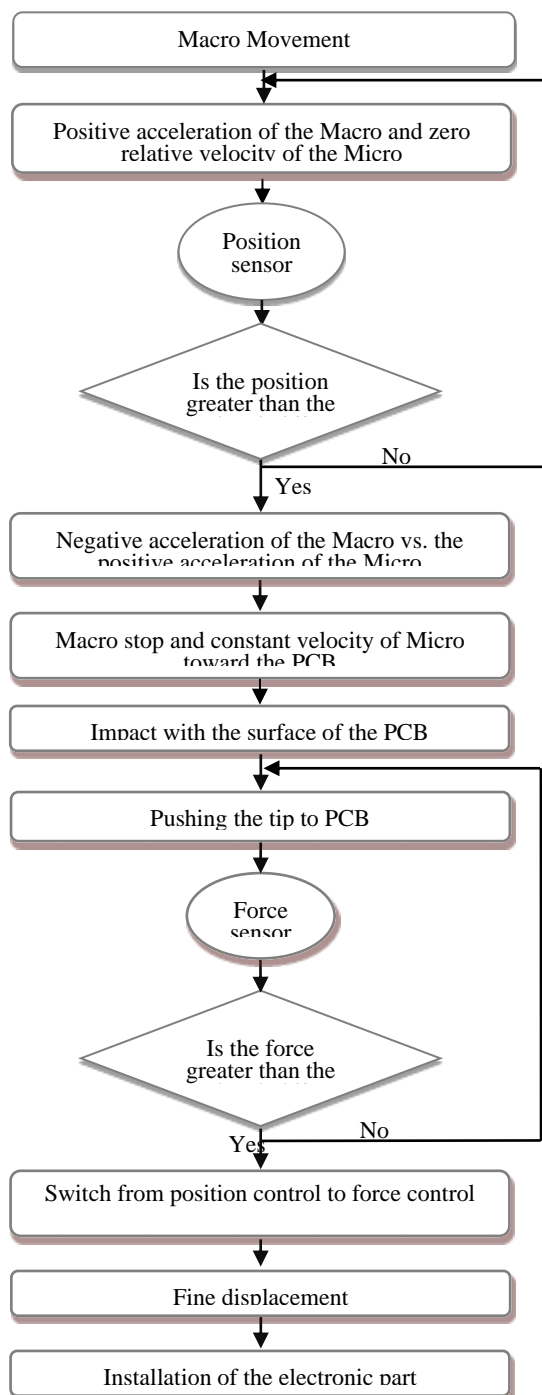 Macro Movement
Positive acceleration of the Macro and zero
relative velocity of the Micro
Position
sensor
Is the position
greater than the
No
Yes
Negative acceleration of the Macro vs. the
positive acceleration of the Micro
Macro stop and constant velocity of Micro
toward the PCB
Impact with the surface of the PCB
Pushing the tip to PCB
Force
sensor
Is the force
greater than the
No
Yes
Switch from position control to force control
Fine displacement
Installation of the electronic part